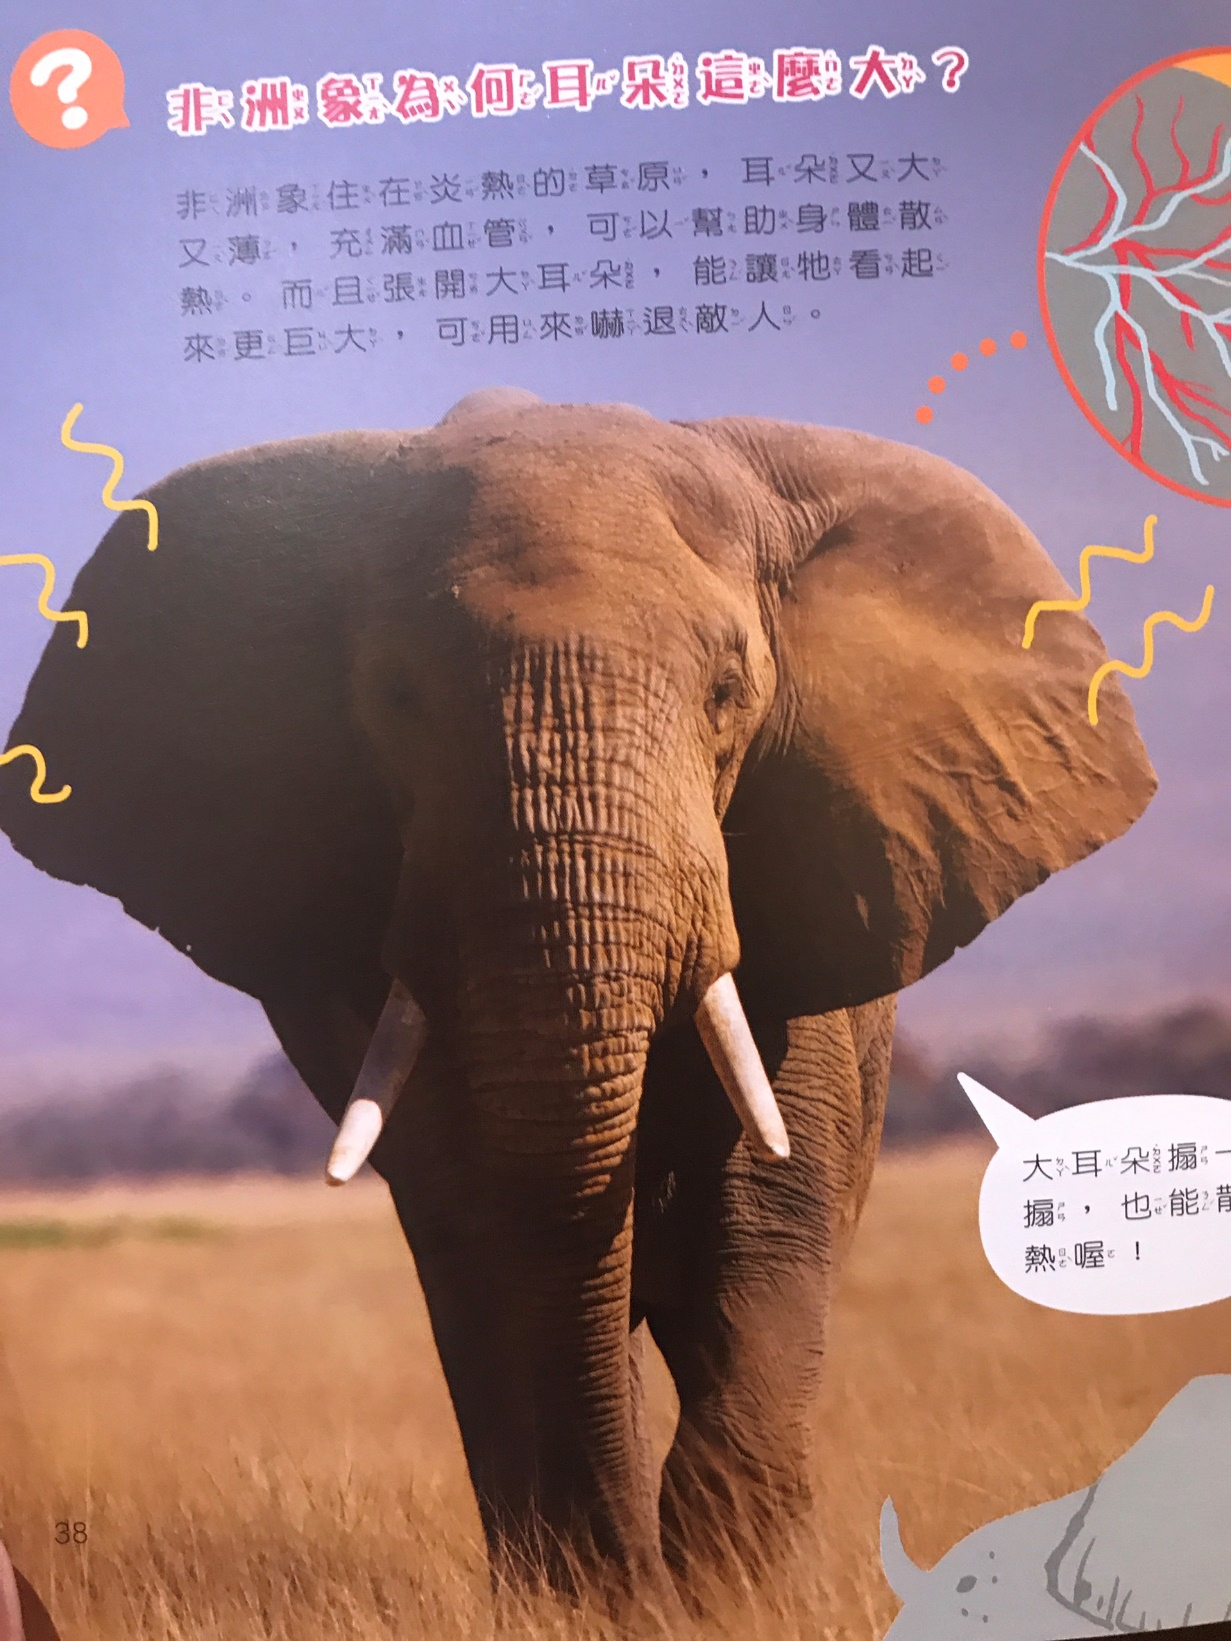 ?
非洲象為何耳朵這麼大？
非洲象住在炎熱的草原，耳朵又大
又薄，充滿血管，可以幫助身體散
熱。而且張開大耳朵，能讓牠看起
來更巨大，可用來嚇退敵人。
大耳朵搧一
搧，也能散
熱喔！
38